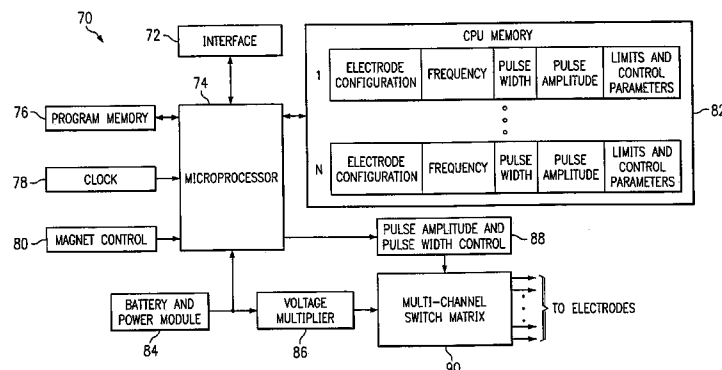 70
72
INTERFACE
74
MICROPROCESSOR
76
PROGRAM MEMORY
78
CLOCK
80
MAGNET CONTROL
CPU MEMORY
1
ELECTRODE
CONFIGURATION
FREQUENCY
PULSE
WIDTH
PULSE
AMPLITUDE
LIMITS AND
CONTROL
PARAMETERS
N
ELECTRODE
CONFIGURATION
FREQUENCY
PULSE
WIDTH
PULSE
AMPLITUDE
LIMITS AND
CONTROL
PARAMETERS
82
PULSE AMPLITUDE AND
PULSE WIDTH CONTROL
88
BATTERY AND
POWER MODULE
84
VOLTAGE
MULTIPLIER
86
MULTI-CHANNEL
SWITCH MATRIX
90
TO ELECTRODES